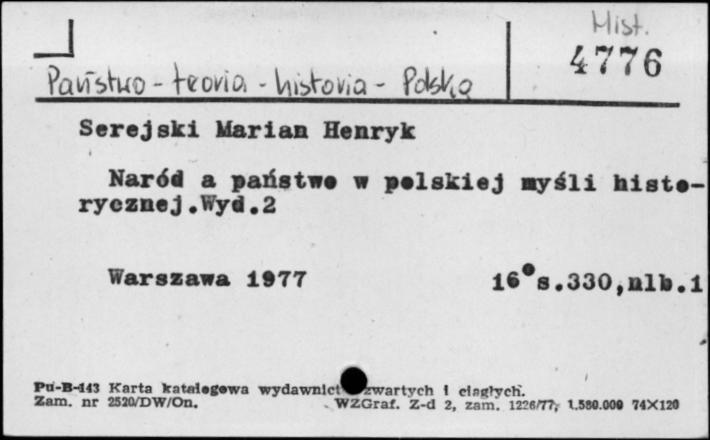 Hist.
4776
Państwo - teoria - historia - Polska
Serejski Marian Henryk
Naród a państwo w polskiej myśli histo-
rycznej.Wyd.2
Warszawa 1977
16° s.330,nlb.1
Pu-B-443 Karta katalogowa wydawnict zwartych i ciągłych.
Zam. nr 2520/DW/On.
WZGraf. Z-d 2, zam. 1226/77, 1.580.000 74X120